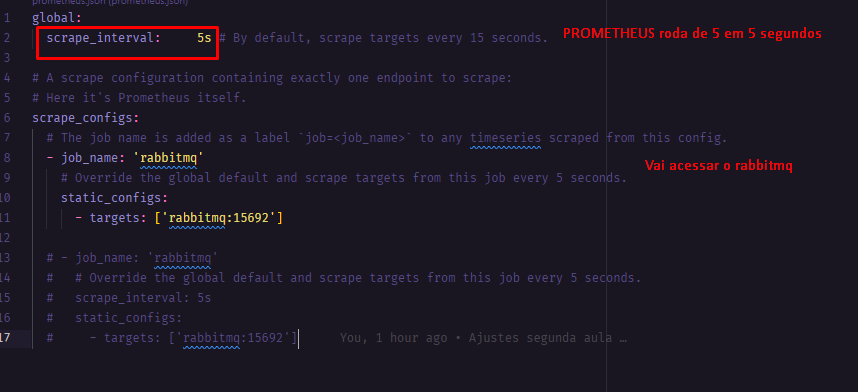 prometheus.json (prometheus.json)
1 global:
2 scrape_interval: 5s # By default, scrape targets every 15 seconds. PROMETHEUS roda de 5 em 5 segundos
3
4 # A scrape configuration containing exactly one endpoint to scrape:
5 # Here it's Prometheus itself.
6 scrape_configs:
7 # The job name is added as a label `job=<job_name>` to any timeseries scraped from this config.
8 - job_name: 'rabbitmq' Vai acessar o rabbitmq
9 # Override the global default and scrape targets from this job every 5 seconds.
10 static_configs:
11 - targets: ['rabbitmq:15692']
12
13 # - job_name: 'rabbitmq'
14 # # Override the global default and scrape targets from this job every 5 seconds.
15 # scrape_interval: 5s
16 # static_configs:
17 # - targets: ['rabbitmq:15692'] You, 1 hour ago • Ajustes segunda aula …